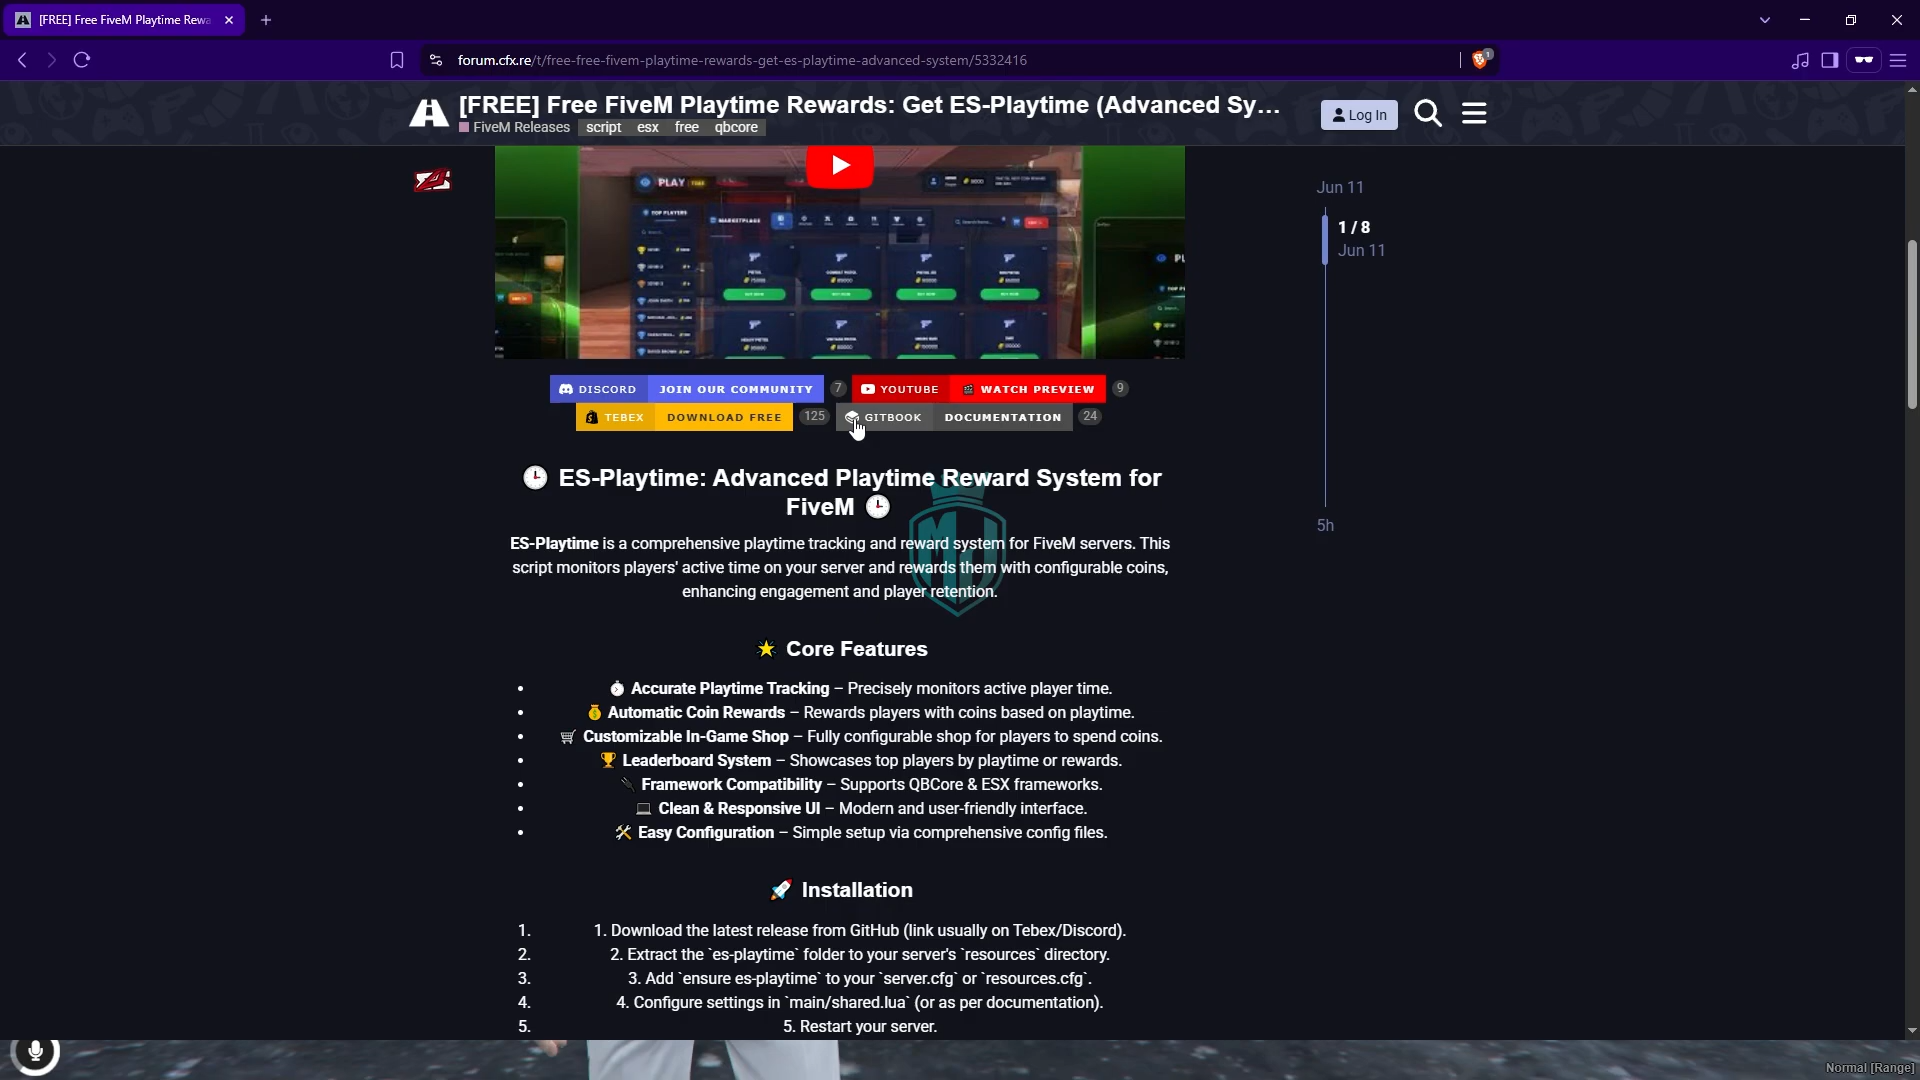 [FREE] Free FiveM Playtime Rewa
forum.cfx.re/t/free-free-fivem-playtime-rewards-get-es-playtime-advanced-system/5332416
1
[FREE] Free FiveM Playtime Rewards: Get ES-Playtime (Advanced Sy...
FiveM Releases script esx free qbcore
Log In
PLAY
TOP PLAYERS
MARKETPLACE
Jun 11
1 / 8
Jun 11
5h
DISCORD JOIN OUR COMMUNITY 7 YOUTUBE WATCH PREVIEW 9
TEBEX DOWNLOAD FREE 125 GITBOOK DOCUMENTATION 24
ES-Playtime: Advanced Playtime Reward System for
FiveM
ES-Playtime is a comprehensive playtime tracking and reward system for FiveM servers. This
script monitors players' active time on your server and rewards them with configurable coins,
enhancing engagement and player retention.
Core Features
• Accurate Playtime Tracking – Precisely monitors active player time.
• Automatic Coin Rewards – Rewards players with coins based on playtime.
• Customizable In-Game Shop – Fully configurable shop for players to spend coins.
• Leaderboard System – Showcases top players by playtime or rewards.
• Framework Compatibility – Supports QBCore & ESX frameworks.
• Clean & Responsive UI – Modern and user-friendly interface.
• Easy Configuration – Simple setup via comprehensive config files.
Installation
1. 1. Download the latest release from GitHub (link usually on Tebex/Discord).
2. 2. Extract the `es-playtime` folder to your server's `resources` directory.
3. 3. Add `ensure es-playtime` to your `server.cfg` or `resources.cfg`.
4. 4. Configure settings in `main/shared.lua` (or as per documentation).
5. 5. Restart your server.
Normal [Range]